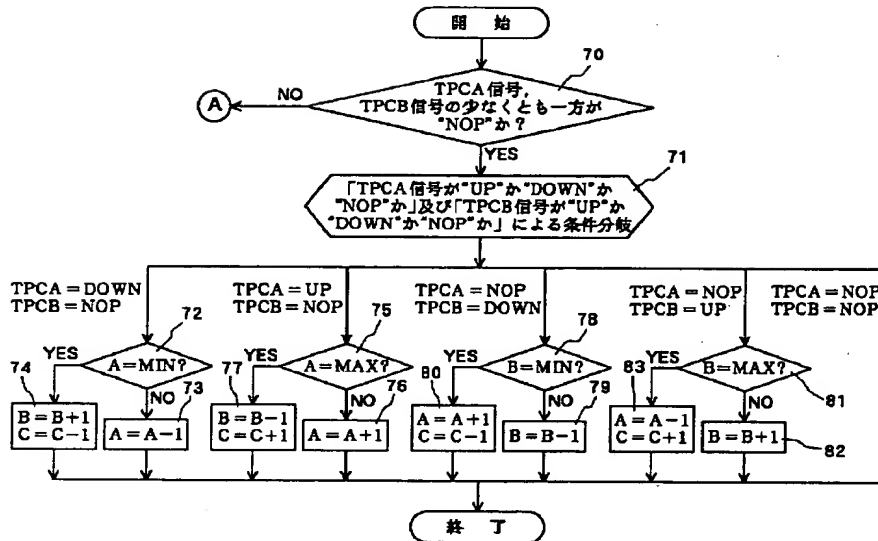 開始
70
TPCA信号,
TPCB信号の少なくとも一方が
"NOP"か?
NO
A
YES
71
「TPCA信号が"UP"か"DOWN"か
"NOP"か」及び「TPCB信号が"UP"か
"DOWN"か"NOP"か」による条件分岐
TPCA=DOWN
TPCB=NOP
TPCA=UP
TPCB=NOP
TPCA=NOP
TPCB=DOWN
TPCA=NOP
TPCB=UP
TPCA=NOP
TPCB=NOP
72
A=MIN?
YES
NO
74
B=B+1
C=C-1
73
A=A-1
75
A=MAX?
YES
NO
77
B=B-1
C=C+1
76
A=A+1
78
B=MIN?
YES
NO
80
A=A+1
C=C-1
79
B=B-1
81
B=MAX?
YES
NO
83
A=A-1
C=C+1
82
B=B+1
終了